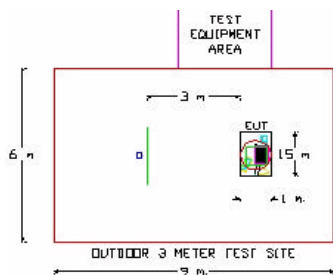 TEST
EQUIPMENT
AREA
3 m
EUT
6 m
1.5 m
1 m.
OUTDOOR 3 METER TEST SITE
9 m